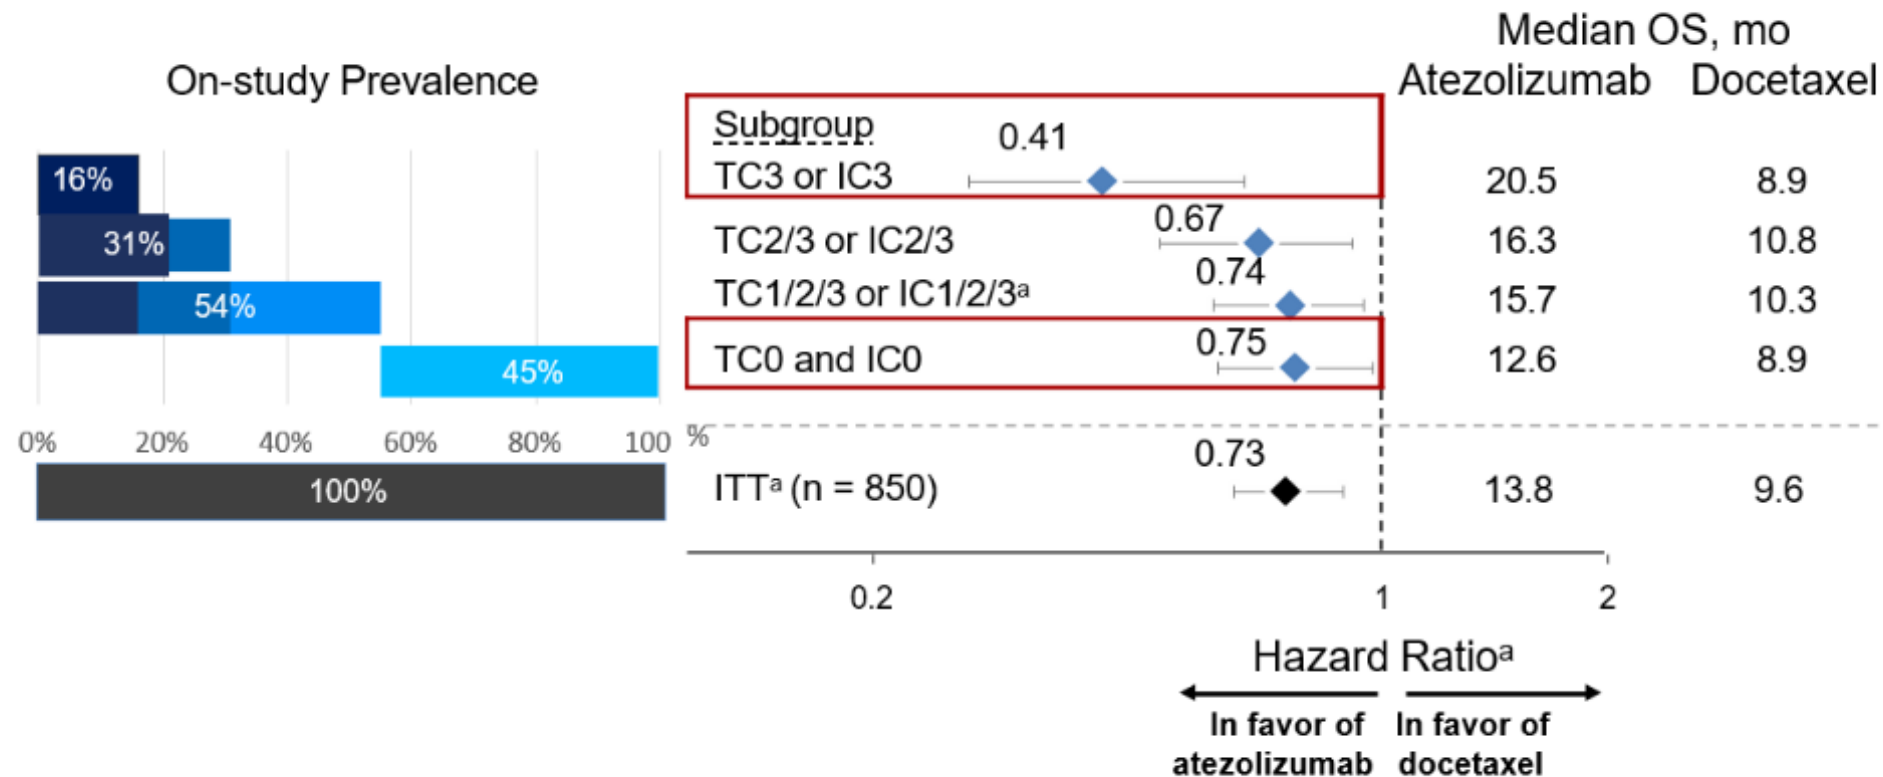 Median OS, mo
On-study Prevalence
Atezolizumab Docetaxel
Subgroup
0.41
16% TC3 or IC3 20.5 8.9
0.67
31% TC2/3 or IC2/3 16.3 10.8
0.74
54% TC1/2/3 or IC1/2/3ᵃ 15.7 10.3
0.75
45% TC0 and IC0 12.6 8.9
0% 20% 40% 60% 80% 100 %
0.73
100% ITTᵃ (n = 850) 13.8 9.6
0.2 1 2
Hazard Ratioᵃ
In favor of In favor of
atezolizumab docetaxel